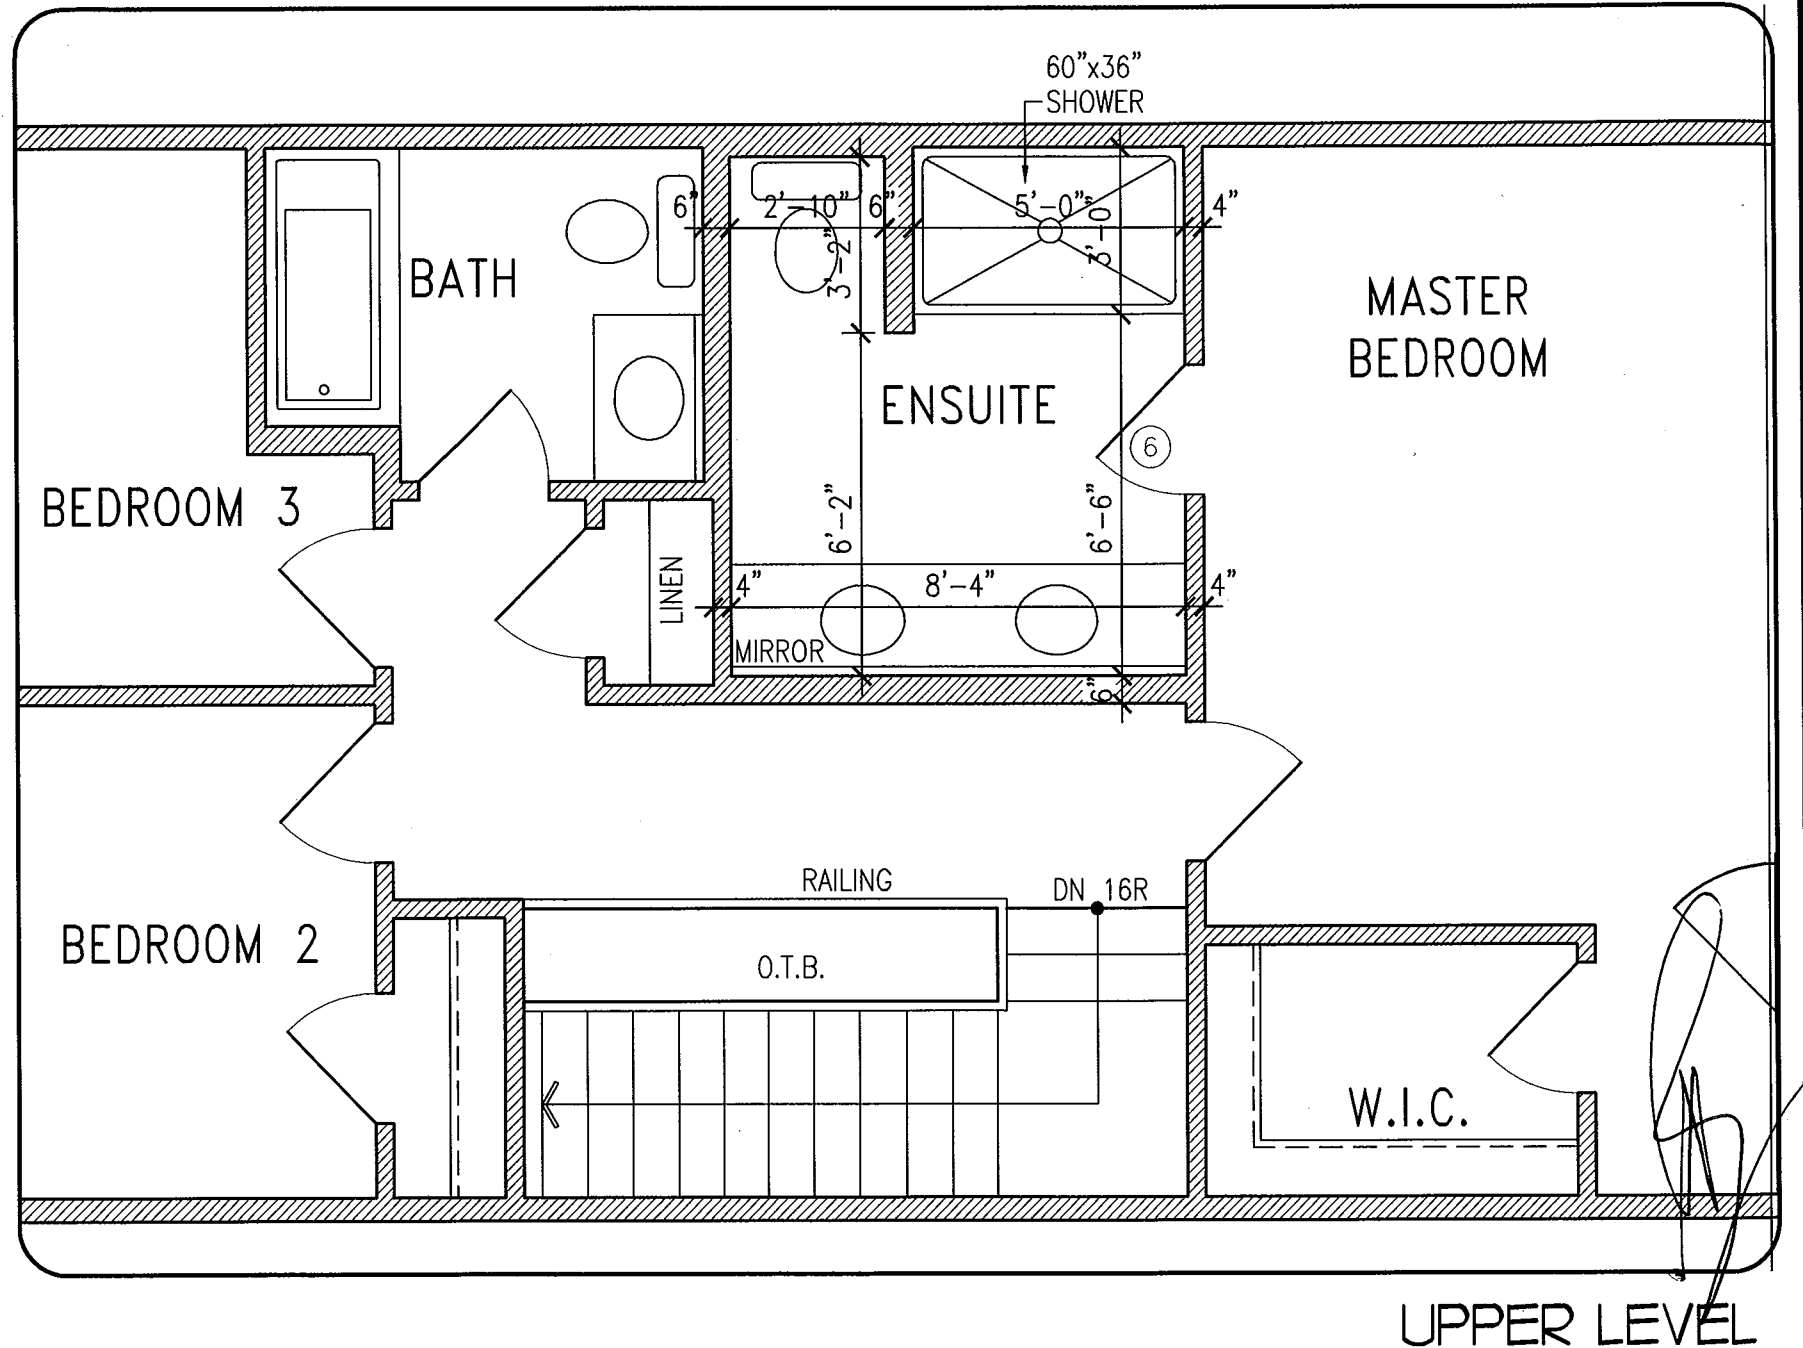 60"x36"
SHOWER
6" 2'-10" 6" 5'-0" 4"
3'-2"
3'-0"
BATH
MASTER
BEDROOM
ENSUITE
6
BEDROOM 3
6'-2"
6'-6"
LINEN
4" 8'-4" 4"
MIRROR
6"
RAILING
DN 16R
BEDROOM 2
O.T.B.
W.I.C.
UPPER LEVEL